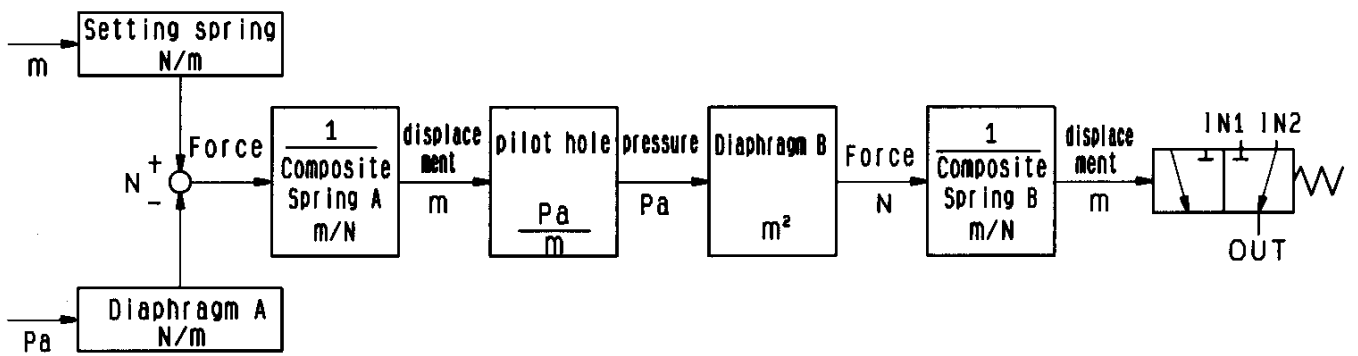 Setting spring
N/m
m
Force
N
+
-
1
Composite
Spring A
m/N
displace
ment
m
pilot hole
Pa
m
pressure
Pa
Diaphragm B
m²
Force
N
1
Composite
Spring B
m/N
displace
ment
m
IN1 IN2
OUT
Diaphragm A
N/m
Pa